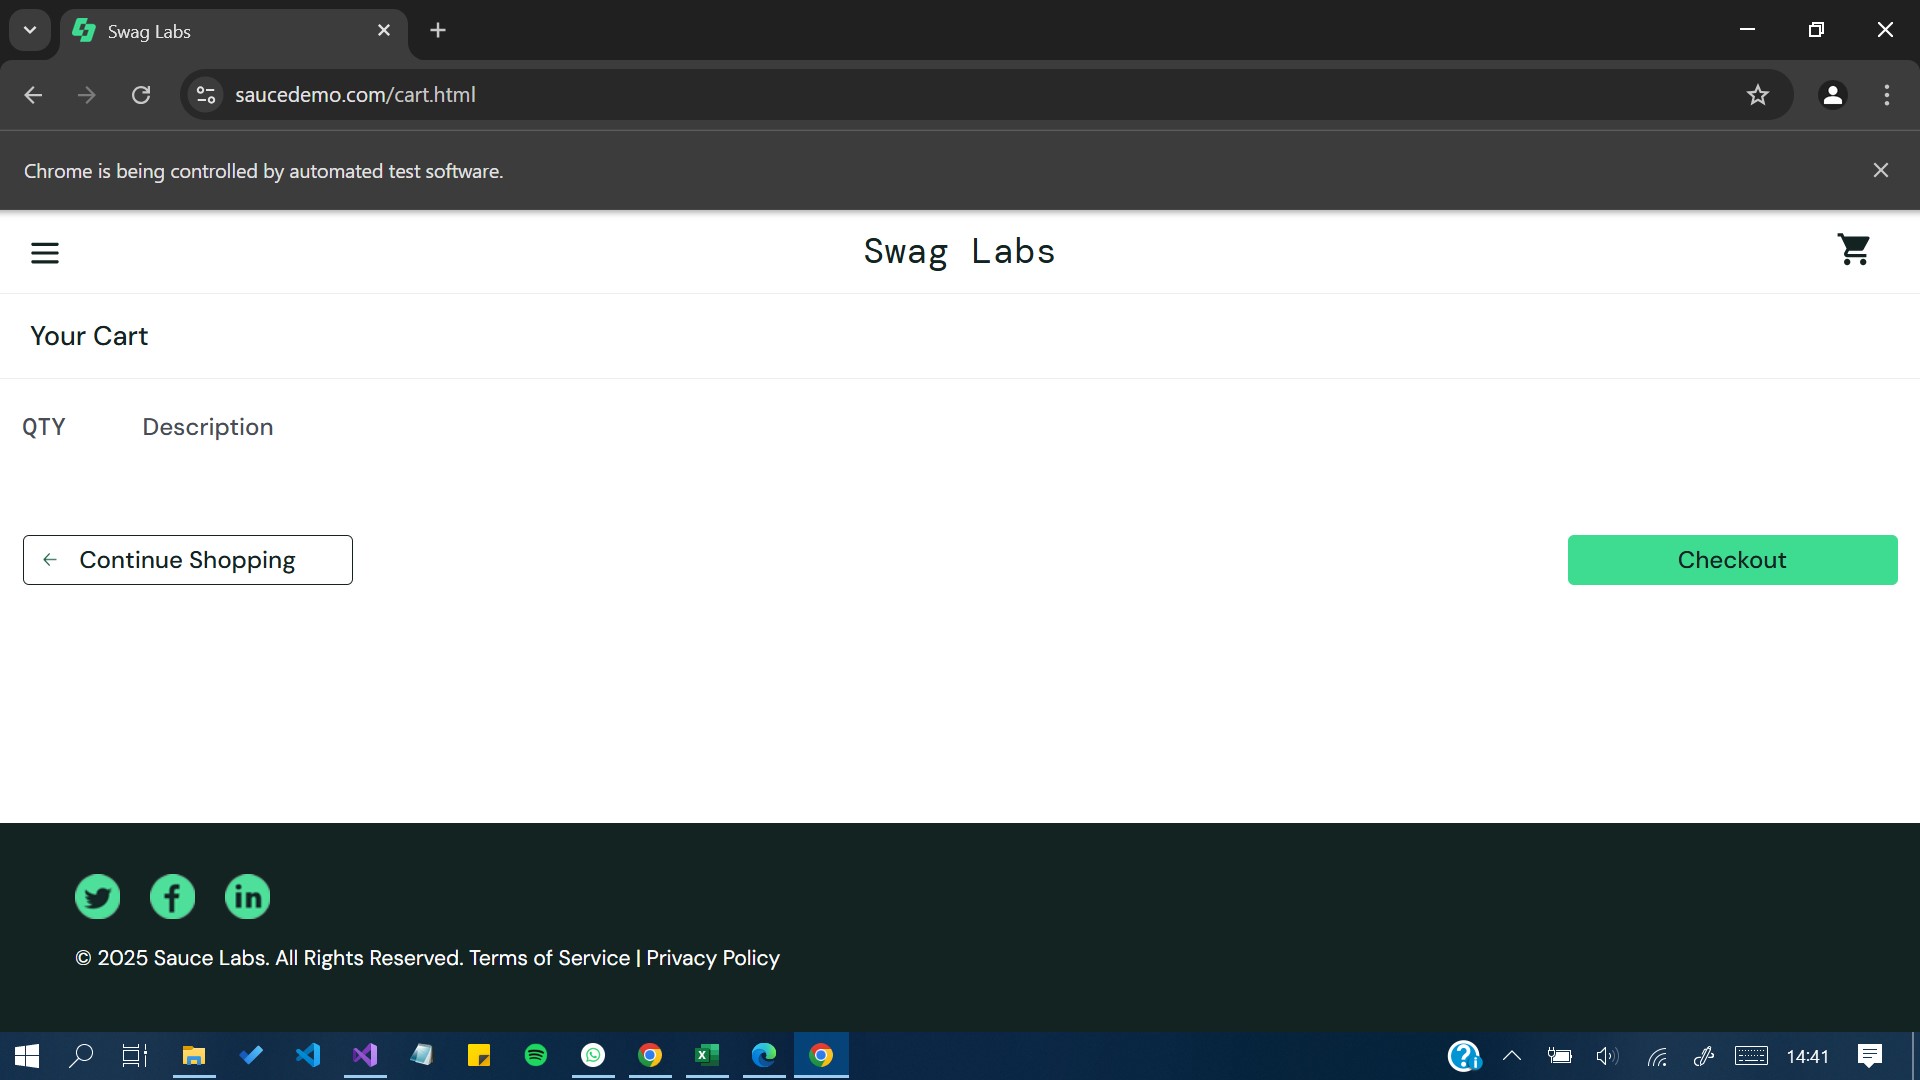 Swag Labs
saucedemo.com/cart.html
Chrome is being controlled by automated test software.
Swag Labs
Your Cart
QTY Description
Continue Shopping
Checkout
© 2025 Sauce Labs. All Rights Reserved. Terms of Service | Privacy Policy
14:41